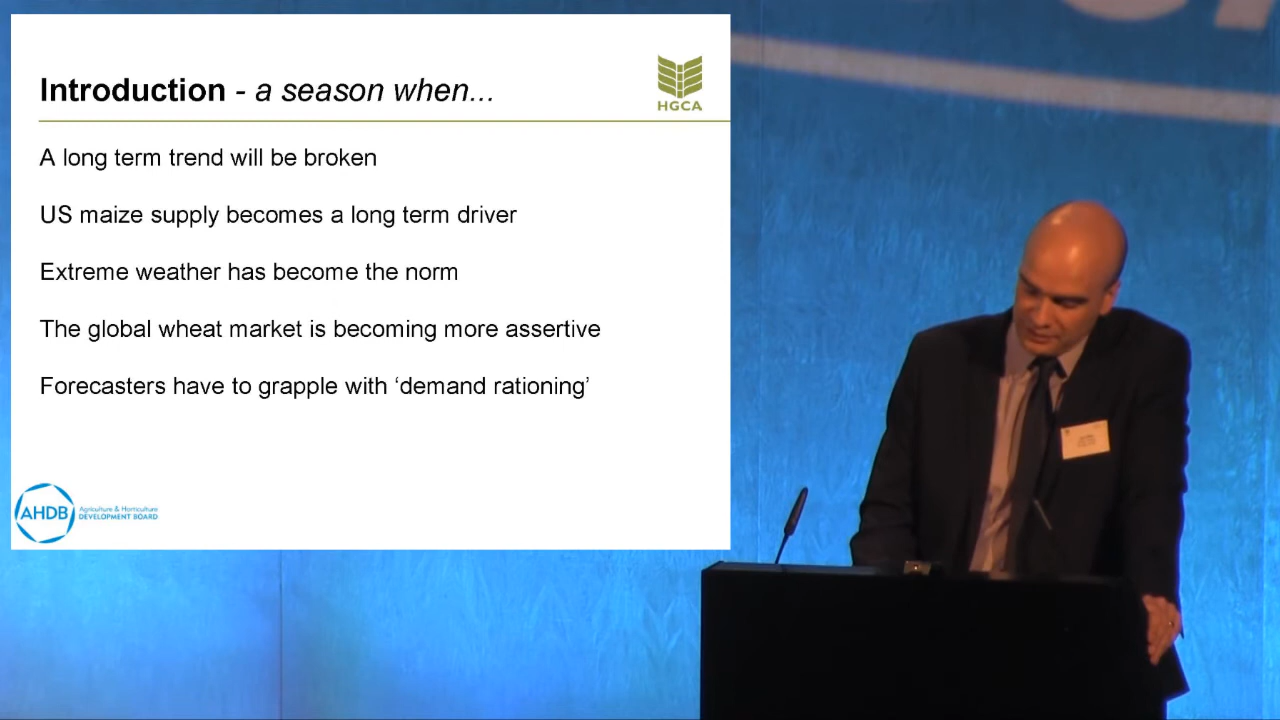 Introduction - a season when...
HGCA
A long term trend will be broken
US maize supply becomes a long term driver
Extreme weather has become the norm
The global wheat market is becoming more assertive
Forecasters have to grapple with ‘demand rationing’
AHDB
Agriculture & Horticulture
DEVELOPMENT BOARD